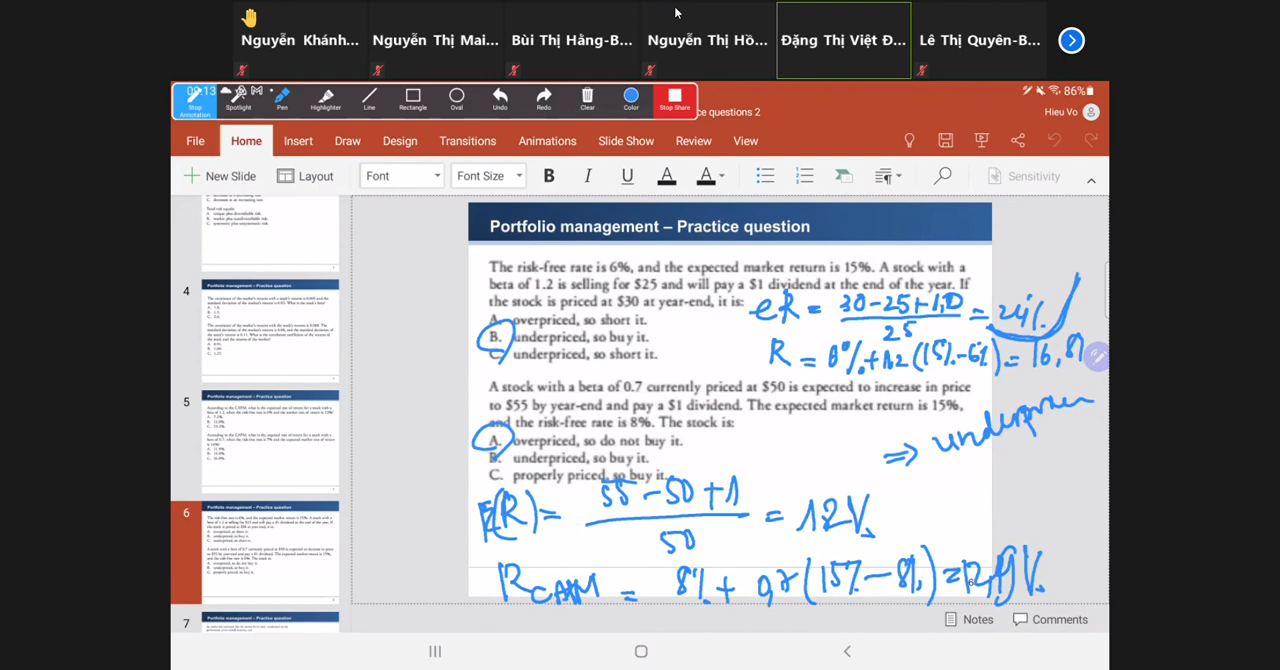 Nguyễn Khánh...
Nguyễn Thị Mai...
Bùi Thị Hằng-B...
Nguyễn Thị Hồ...
Đặng Thị Việt Đ...
Lê Thị Quyên-B...
Stop Annotation
Spotlight
Pen
Highlighter
Line
Rectangle
Oval
Undo
Redo
Clear
Color
Stop Share
86%
ce questions 2
Hieu Vo
File
Home
Insert
Draw
Design
Transitions
Animations
Slide Show
Review
View
New Slide
Layout
Font
Font Size
B
I
U
A
A
Sensitivity
4
5
6
7
Portfolio management – Practice question
The risk-free rate is 6%, and the expected market return is 15%. A stock with a
beta of 1.2 is selling for $25 and will pay a $1 dividend at the end of the year. If
the stock is priced at $30 at year-end, it is:
A. overpriced, so short it.
B. underpriced, so buy it.
C. underpriced, so short it.
eR = 30-25+1,0 / 25 = 24%
R = 6% + 1.2 (15% - 6%) = 16,8%
A stock with a beta of 0.7 currently priced at $50 is expected to increase in price
to $55 by year-end and pay a $1 dividend. The expected market return is 15%,
and the risk-free rate is 8%. The stock is:
A. overpriced, so do not buy it.
B. underpriced, so buy it.
C. properly priced, so buy it.
⇒
E(R) = 55 - 50 + 1 / 50 = 12%
= 8% + 0,7 (15% - 8%) =
Notes
Comments